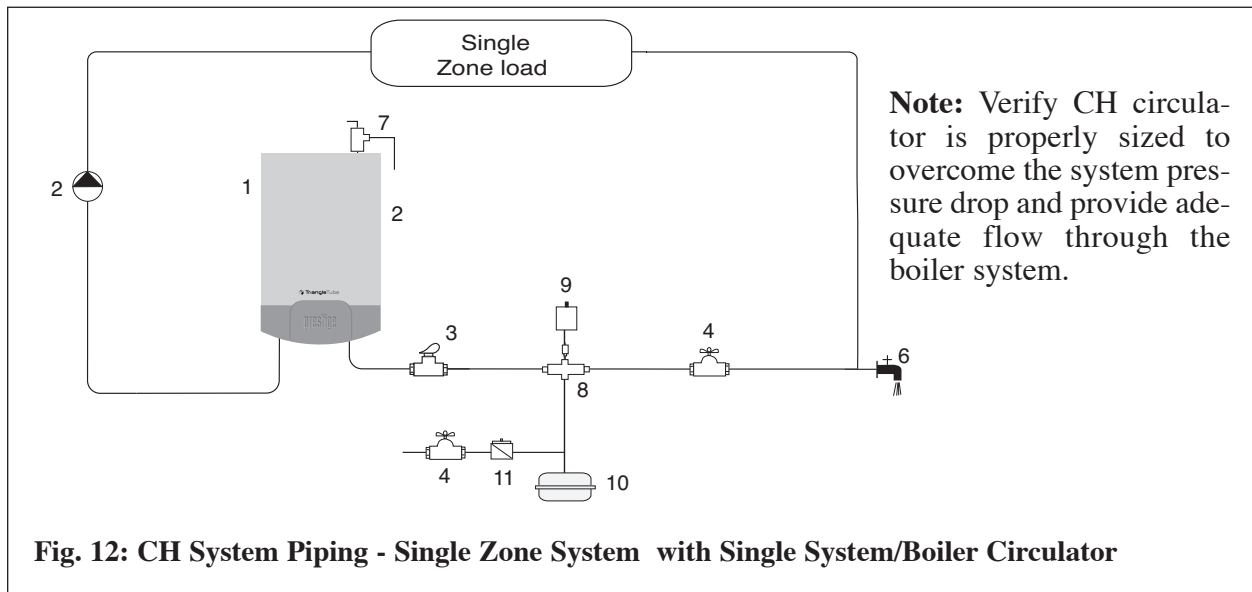 Single
Zone load
Note: Verify CH circula-
tor is properly sized to
overcome the system pres-
sure drop and provide ade-
quate flow through the
boiler system.
7
1
2
2
TriangleTube
prestige
9
3
4
6
8
4
11
10
Fig. 12: CH System Piping - Single Zone System with Single System/Boiler Circulator